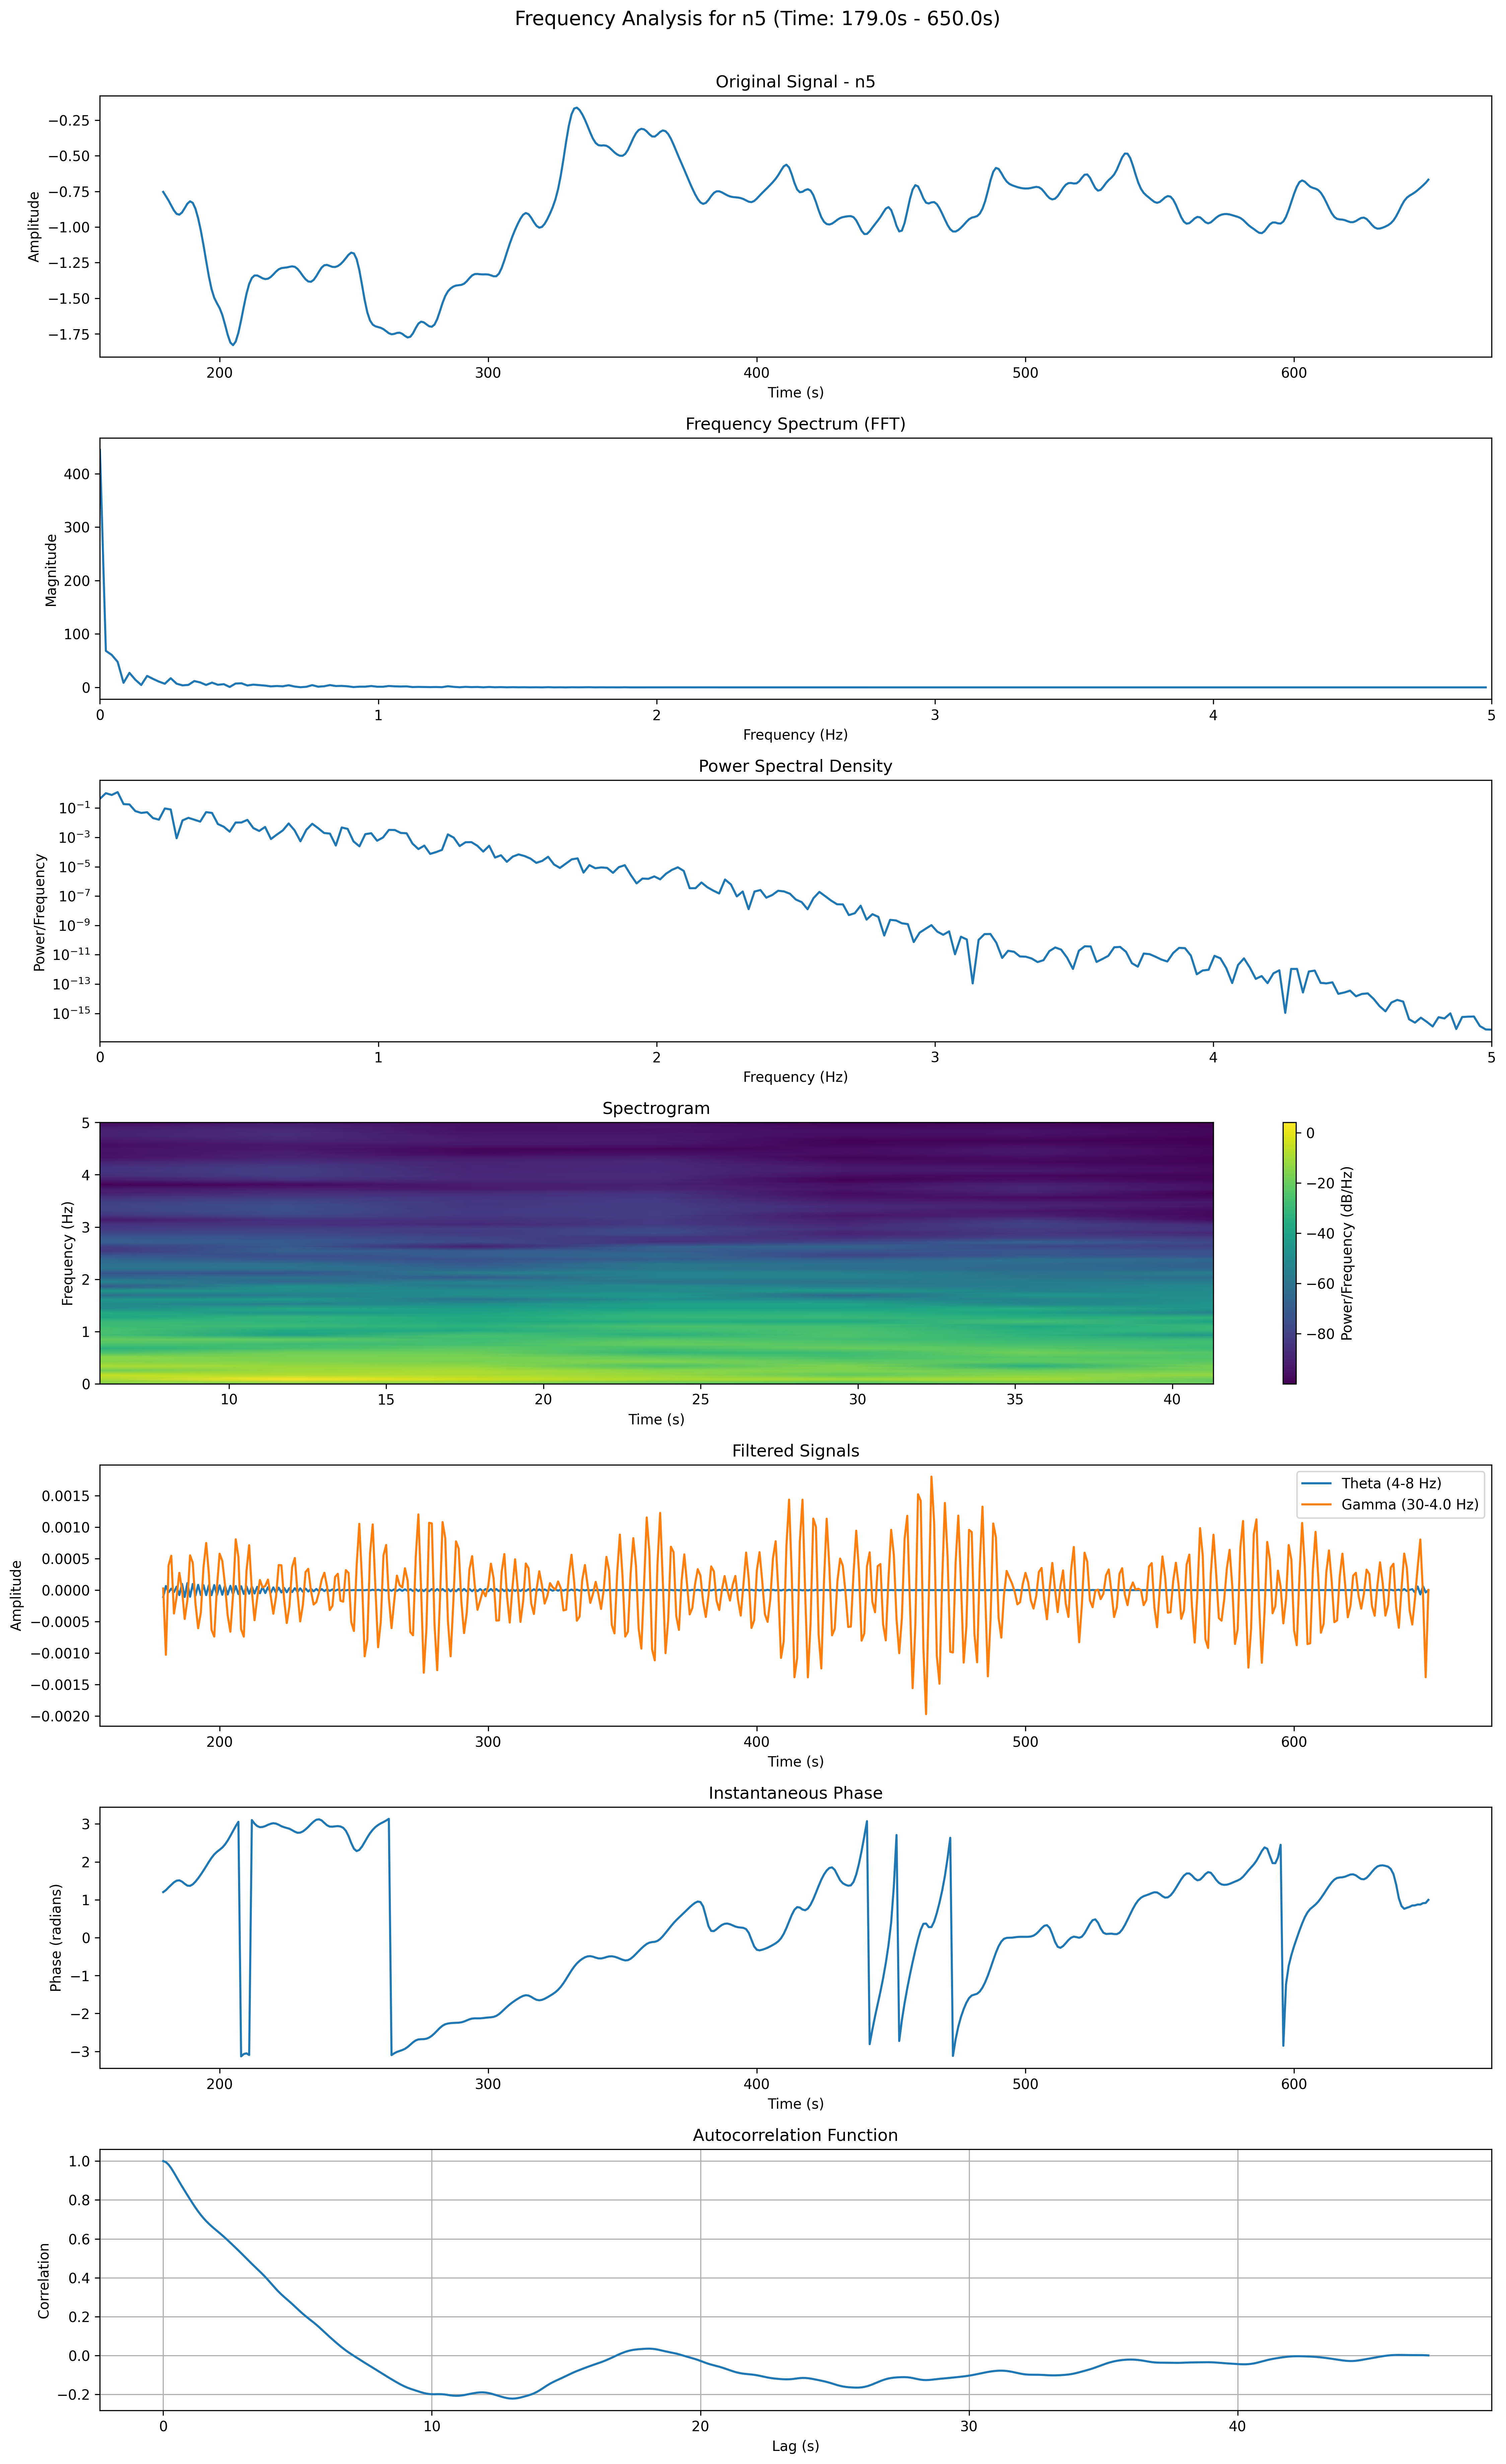 Frequency Analysis for n5 (Time: 179.0s - 650.0s)
Original Signal - n5
−0.25
−0.50
−0.75
−1.00
−1.25
−1.50
−1.75
Amplitude
200 300 400 500 600
Time (s)
Frequency Spectrum (FFT)
400
300
200
100
0
Magnitude
0 1 2 3 4 5
Frequency (Hz)
Power Spectral Density
10⁻¹
10⁻³
10⁻⁵
10⁻⁷
10⁻⁹
10⁻¹¹
10⁻¹³
10⁻¹⁵
Power/Frequency
0 1 2 3 4 5
Frequency (Hz)
Spectrogram
5
4
3
2
1
0
Frequency (Hz)
10 15 20 25 30 35 40
Time (s)
0
−20
−40
−60
−80
Power/Frequency (dB/Hz)
Filtered Signals
Theta (4-8 Hz)
Gamma (30-4.0 Hz)
0.0015
0.0010
0.0005
0.0000
−0.0005
−0.0010
−0.0015
−0.0020
Amplitude
200 300 400 500 600
Time (s)
Instantaneous Phase
3
2
1
0
−1
−2
−3
Phase (radians)
200 300 400 500 600
Time (s)
Autocorrelation Function
1.0
0.8
0.6
0.4
0.2
0.0
−0.2
Correlation
0 10 20 30 40
Lag (s)